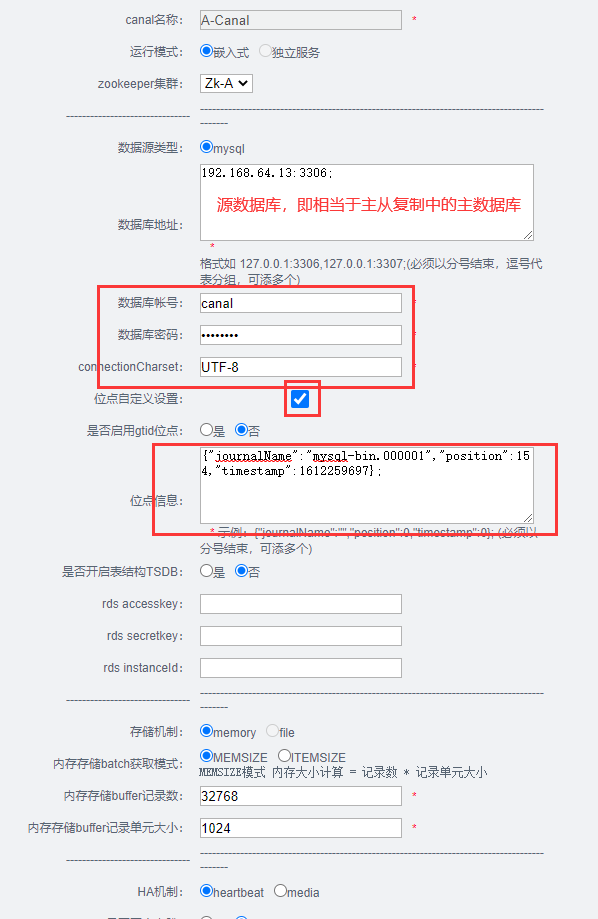 canal名称： A-Canal *
运行模式： 嵌入式 独立服务
zookeeper集群： Zk-A
数据源类型： mysql
192.168.64.13:3306;
源数据库，即相当于主从复制中的主数据库
数据库地址：
*
格式如 127.0.0.1:3306,127.0.0.1:3307;(必须以分号结束，逗号代
表分组，可添多个)
数据库帐号： canal
数据库密码： ••••••••
connectionCharset： UTF-8
位点自定义设置：
是否启用gtid位点： 是 否
{"journalName":"mysql-bin.000001","position":15
4,"timestamp":1612259697};
位点信息：
* 示例：{"journalName":"","position":0,"timestamp":0}; (必须以
分号结束，可添多个)
是否开启表结构TSDB： 是 否
rds accesskey：
rds secretkey：
rds instanceId：
存储机制： memory file
内存存储batch获取模式： MEMSIZE ITEMSIZE
MEMSIZE模式 内存大小计算 = 记录数 * 记录单元大小
内存存储buffer记录数： 32768 *
内存存储buffer记录单元大小： 1024 *
HA机制： heartbeat media